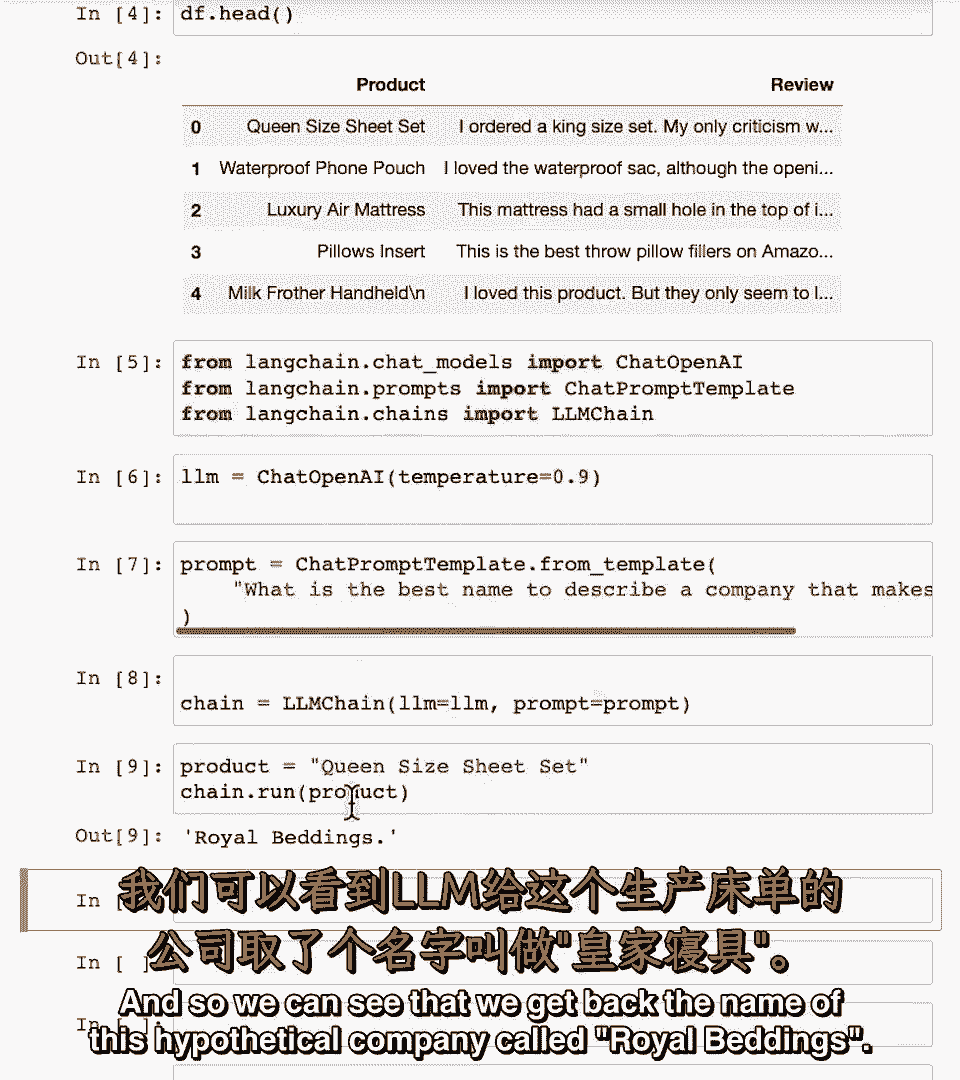 In [4]: df.head()
Out[4]:
Product Review
0 Queen Size Sheet Set I ordered a king size set. My only criticism w...
1 Waterproof Phone Pouch I loved the waterproof sac, although the openi...
2 Luxury Air Mattress This mattress had a small hole in the top of i...
3 Pillows Insert This is the best throw pillow fillers on Amazo...
4 Milk Frother Handheld\n I loved this product. But they only seem to l...
In [5]: from langchain.chat_models import ChatOpenAI
from langchain.prompts import ChatPromptTemplate
from langchain.chains import LLMChain
In [6]: llm = ChatOpenAI(temperature=0.9)
In [7]: prompt = ChatPromptTemplate.from_template(
"What is the best name to describe a company that makes
)
In [8]:
chain = LLMChain(llm=llm, prompt=prompt)
In [9]: product = "Queen Size Sheet Set"
chain.run(product)
Out[9]: 'Royal Beddings.'
In [
我们可以看到LLM给这个生产床单的
In [ ]
公司取了个名字叫做"皇家寝具"。
In [
And so we can see that we get back the name of
this hypothetical company called "Royal Beddings".